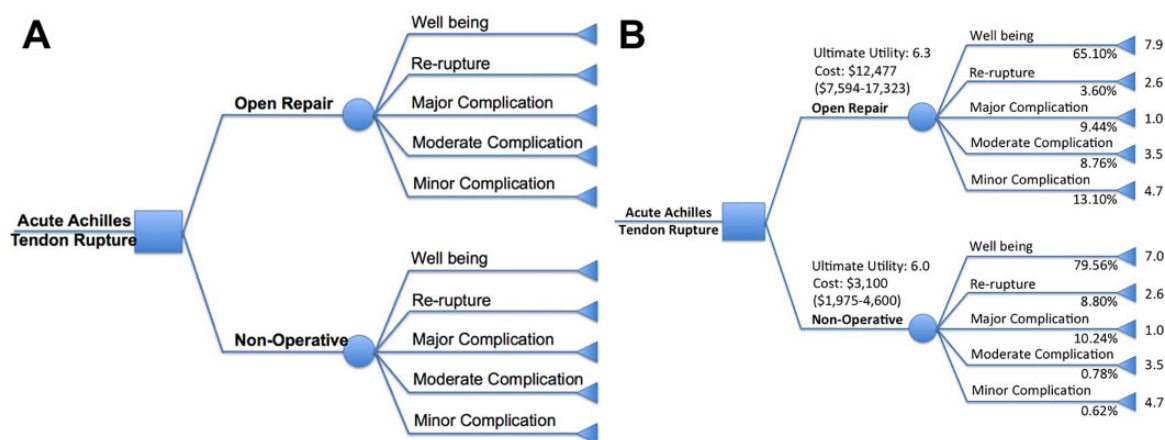 A
Well being
Re-rupture
Major Complication
Open Repair
Moderate Complication
Minor Complication
Acute Achilles
Tendon Rupture
Well being
Re-rupture
Major Complication
Non-Operative
Moderate Complication
Minor Complication
B
Ultimate Utility: 6.3
Cost: $12,477
($7,594-17,323)
Open Repair
Well being
65.10%
7.9
Re-rupture
3.60%
2.6
Major Complication
9.44%
1.0
Moderate Complication
8.76%
3.5
Minor Complication
13.10%
4.7
Acute Achilles
Tendon Rupture
Ultimate Utility: 6.0
Cost: $3,100
($1,975-4,600)
Non-Operative
Well being
79.56%
7.0
Re-rupture
8.80%
2.6
Major Complication
10.24%
1.0
Moderate Complication
0.78%
3.5
Minor Complication
0.62%
4.7